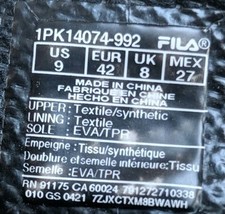 1PK14074-992 FILA®
US EUR UK MEX
9 42 8 27
MADE IN CHINA
FABRIQUÉ EN CHINE
HECHO EN CHINA
UPPER : Textile/synthetic
LINING : Textile
SOLE : EVA/TPR
Empeigne : Tissu/synthétique
Doublure et semelle intérieure: Tissu
Semelle : EVA/TPR
RN 91175 CA 60024 791272710338
010 GS 0421 7ZJXCTXM8BWAWH